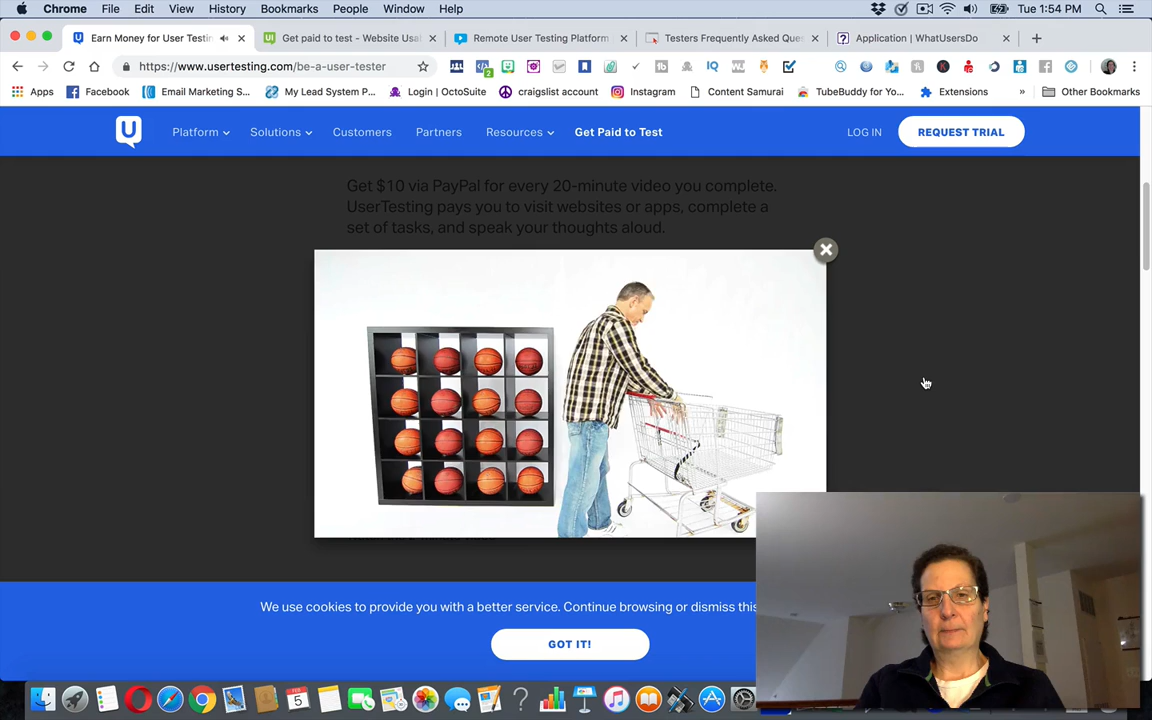 Chrome File Edit View History Bookmarks People Window Help Tue 1:54 PM
Earn Money for User Testin Get paid to test - Website Usa Remote User Testing Platform Testers Frequently Asked Ques Application | WhatUsersDo
https://www.usertesting.com/be-a-user-tester
Apps Facebook Email Marketing S... My Lead System P... Login | OctoSuite craigslist account Instagram Content Samurai TubeBuddy for Yo... Extensions » Other Bookmarks
Platform Solutions Customers Partners Resources Get Paid to Test LOG IN REQUEST TRIAL
Get $10 via PayPal for every 20-minute video you complete.
UserTesting pays you to visit websites or apps, complete a
set of tasks, and speak your thoughts aloud.
We use cookies to provide you with a better service. Continue browsing or dismiss this
GOT IT!